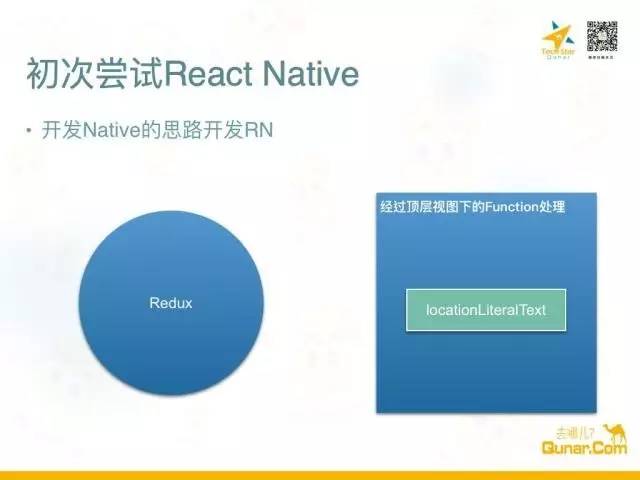 Tech Star
Qunar
初次尝试React Native
• 开发Native的思路开发RN
经过顶层视图下的Function处理
Redux
locationLiteralText
去哪儿?
Qunar.Com